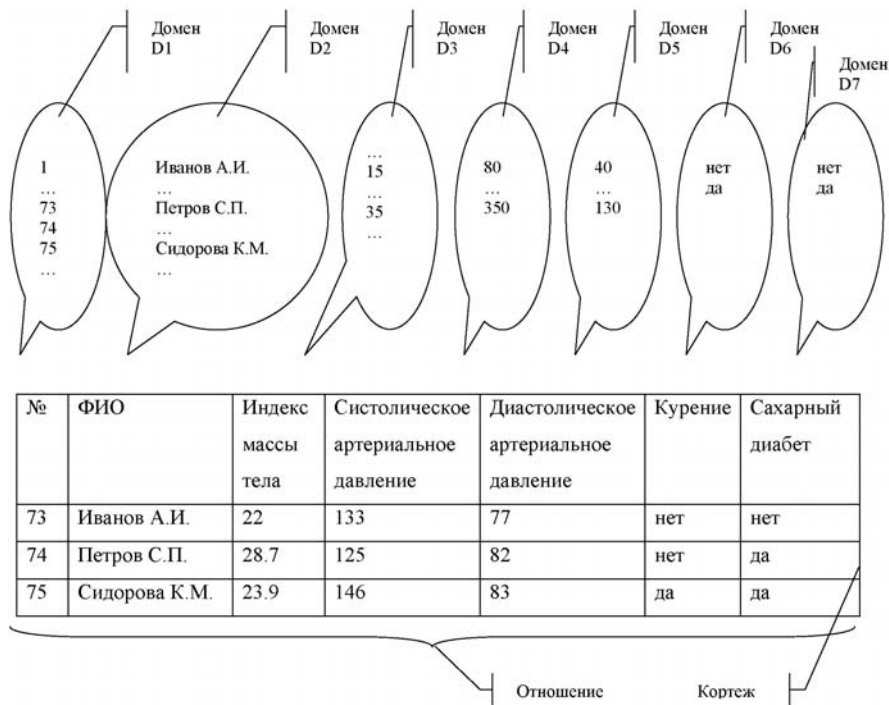 Домен D1
Домен D2
Домен D3
Домен D4
Домен D5
Домен D6
Домен D7
1
…
73
74
75
…
Иванов А.И.
…
Петров С.П.
…
Сидорова К.М.
…
…
15
…
35
…
80
…
350
40
…
130
нет
да
нет
да
№ ФИО Индекс массы тела Систолическое артериальное давление Диастолическое артериальное давление Курение Сахарный диабет
73 Иванов А.И. 22 133 77 нет нет
74 Петров С.П. 28.7 125 82 нет да
75 Сидорова К.М. 23.9 146 83 да да
Отношение Кортеж